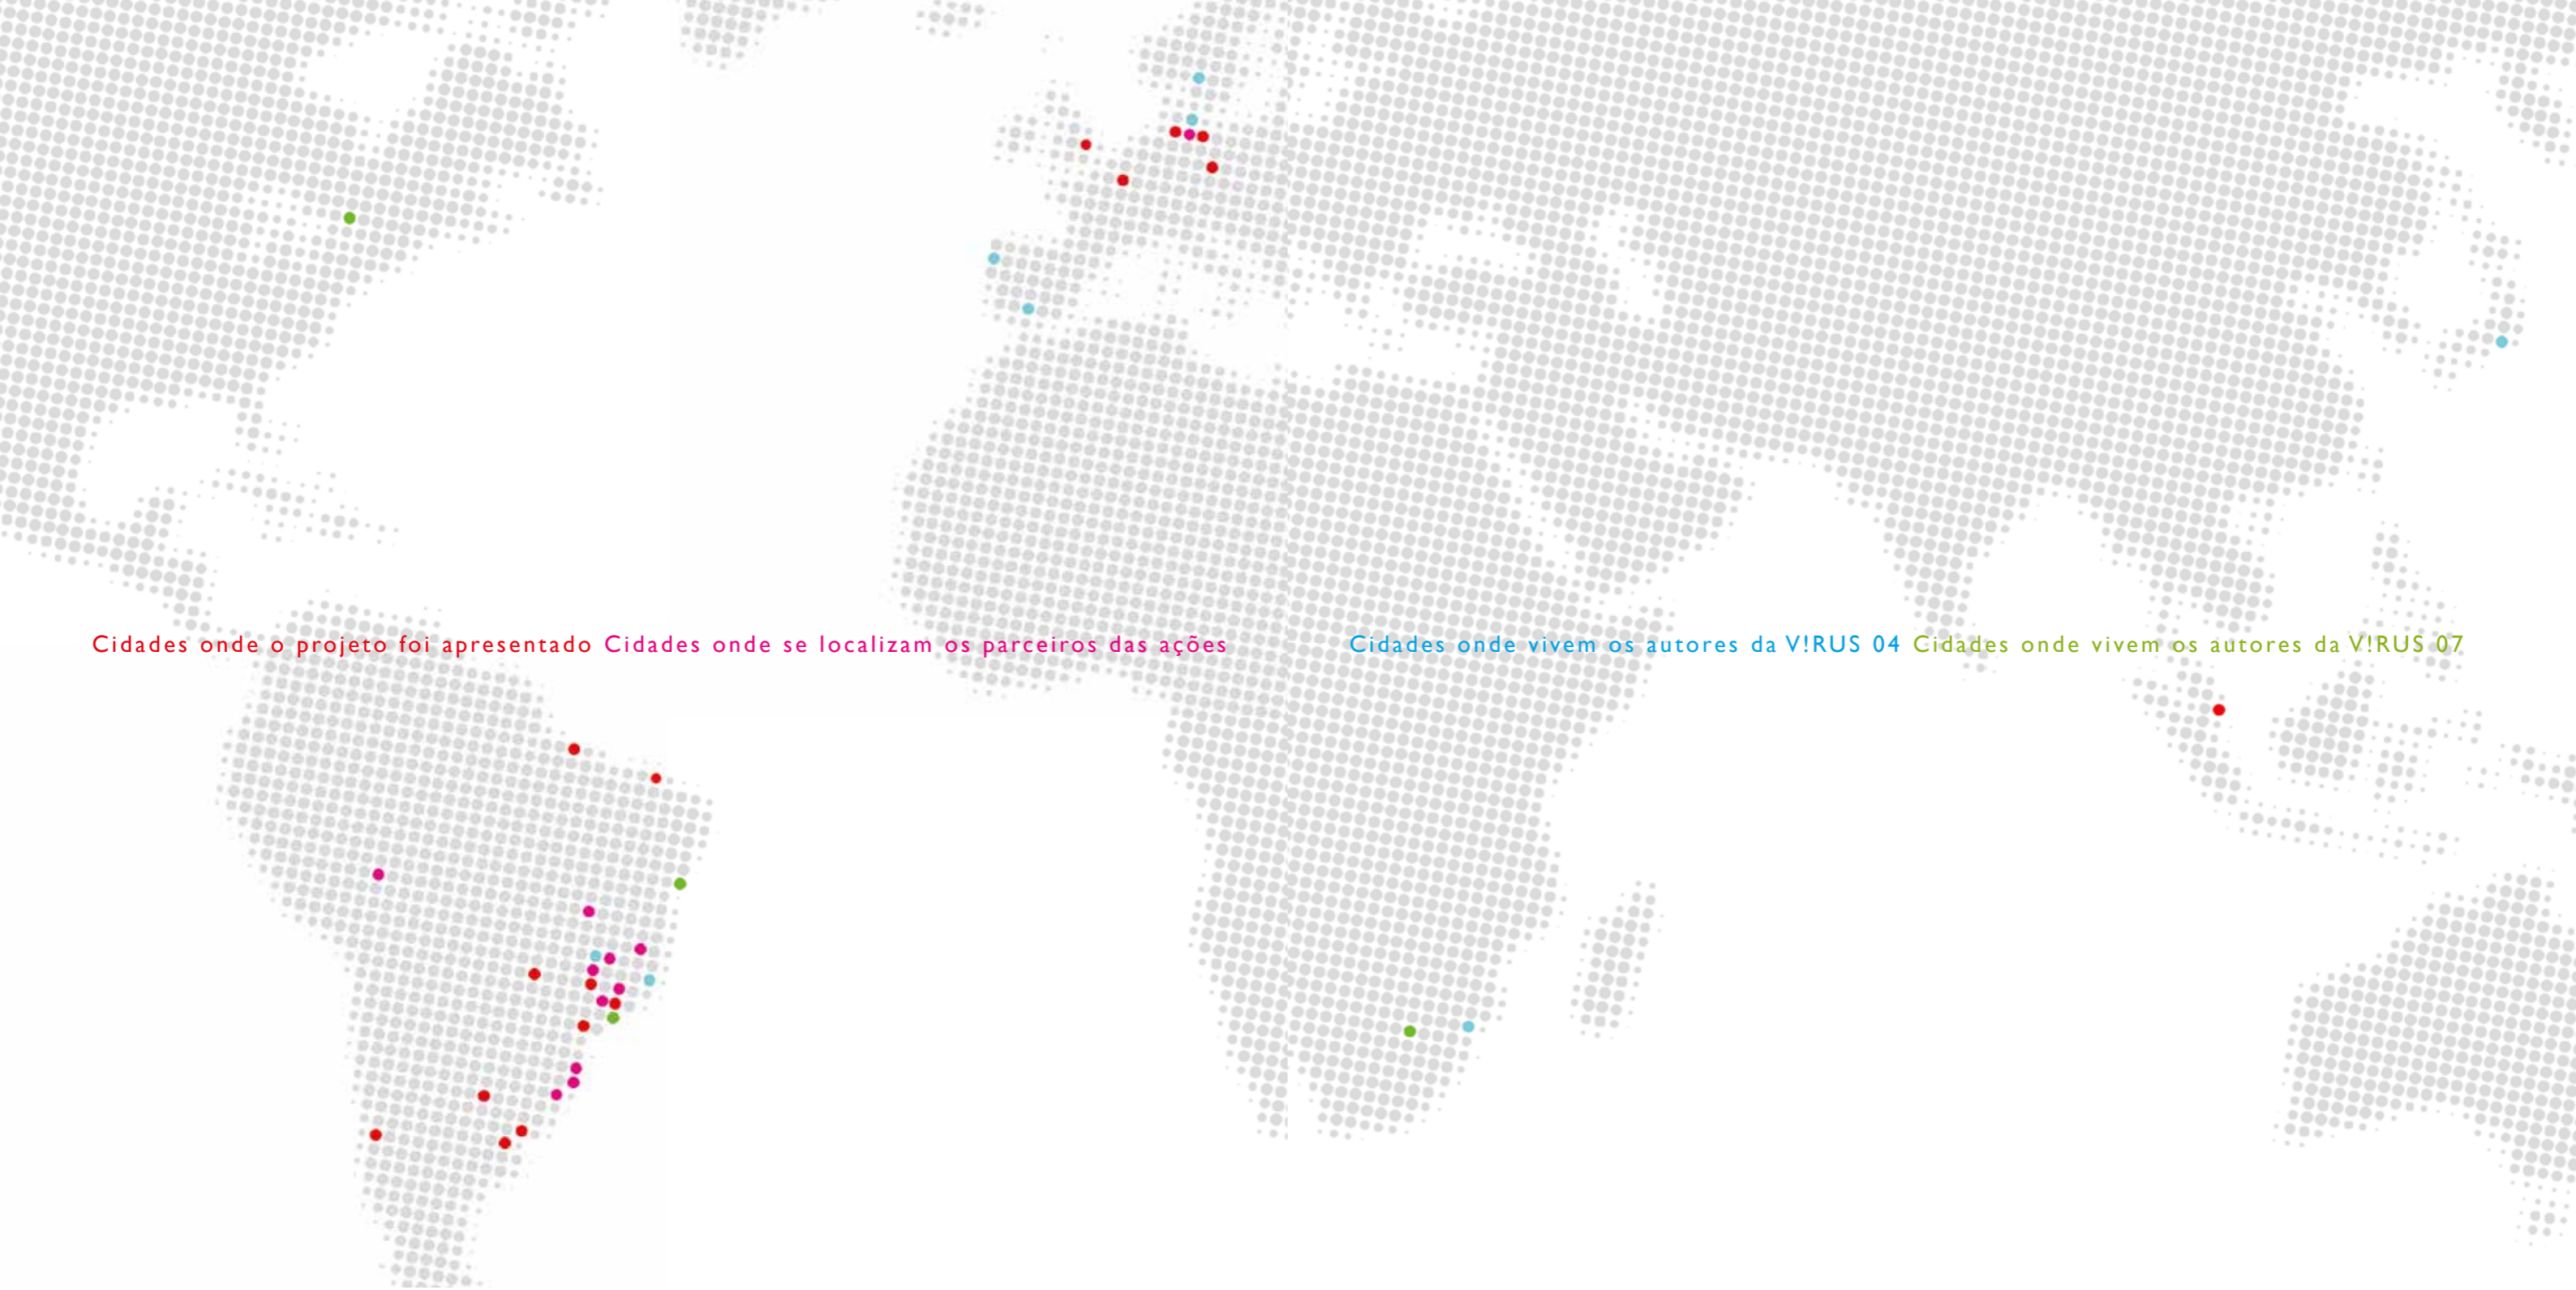 Cidades onde o projeto foi apresentado Cidades onde se localizam os parceiros das ações Cidades onde vivem os autores da V!RUS 04 Cidades onde vivem os autores da V!RUS 07